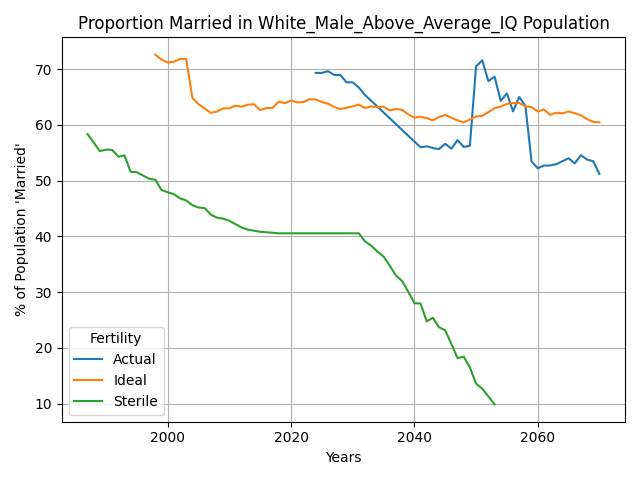 Proportion Married in White_Male_Above_Average_IQ Population
% of Population 'Married'
70
60
50
40
30
20
10
Fertility
Actual
Ideal
Sterile
2000
2020
2040
2060
Years